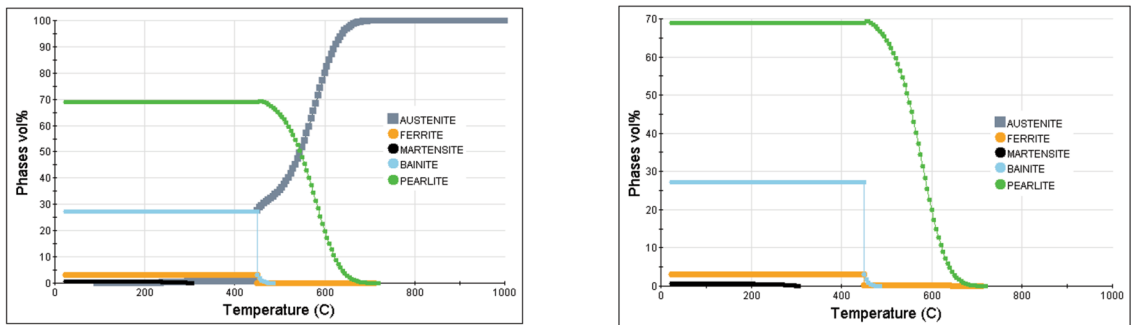 Phases vol%
100
90
80
70
60
50
40
30
20
10
0
0 200 400 600 800 1000
Temperature (C)
AUSTENITE
FERRITE
MARTENSITE
BAINITE
PEARLITE
Phases vol%
70
60
50
40
30
20
10
0
0 200 400 600 800 1000
Temperature (C)
AUSTENITE
FERRITE
MARTENSITE
BAINITE
PEARLITE